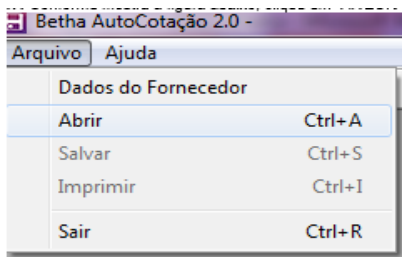 Betha AutoCotação 2.0 -
Arquivo Ajuda
Dados do Fornecedor
Abrir Ctrl+A
Salvar Ctrl+S
Imprimir Ctrl+I
Sair Ctrl+R